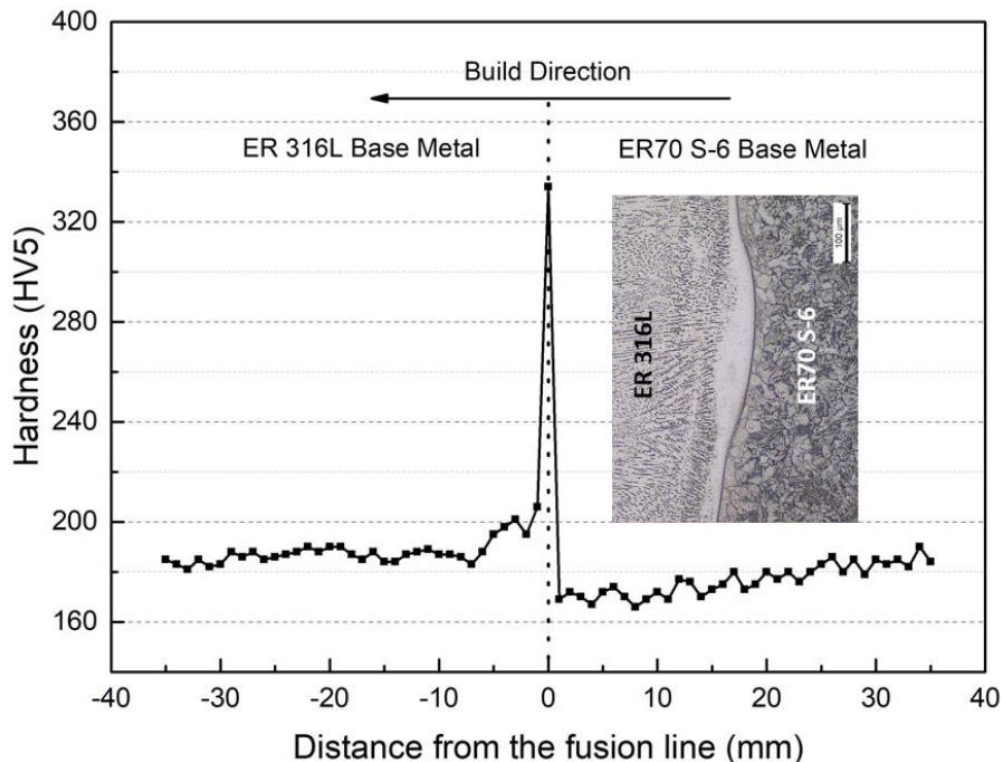 400
360
320
280
240
200
160
Hardness (HV5)
Build Direction
ER 316L Base Metal
ER70 S-6 Base Metal
ER 316L
ER70 S-6
100 µm
-40
-30
-20
-10
0
10
20
30
40
Distance from the fusion line (mm)